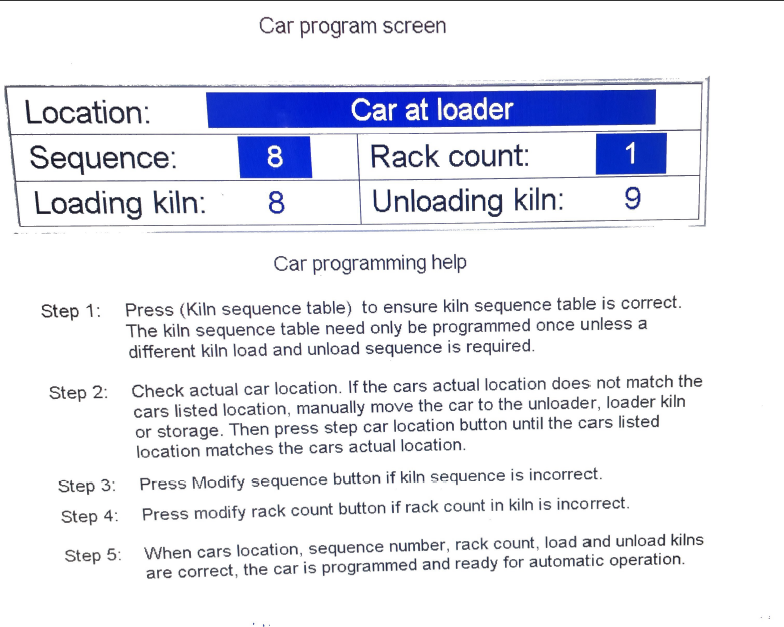 Car program screen
Location: Car at loader
Sequence: 8 Rack count: 1
Loading kiln: 8 Unloading kiln: 9
Car programming help
Step 1: Press (Kiln sequence table) to ensure kiln sequence table is correct.
The kiln sequence table need only be programmed once unless a
different kiln load and unload sequence is required.
Step 2: Check actual car location. If the cars actual location does not match the
cars listed location, manually move the car to the unloader, loader kiln
or storage. Then press step car location button until the cars listed
location matches the cars actual location.
Step 3: Press Modify sequence button if kiln sequence is incorrect.
Step 4: Press modify rack count button if rack count in kiln is incorrect.
Step 5: When cars location, sequence number, rack count, load and unload kilns
are correct, the car is programmed and ready for automatic operation.